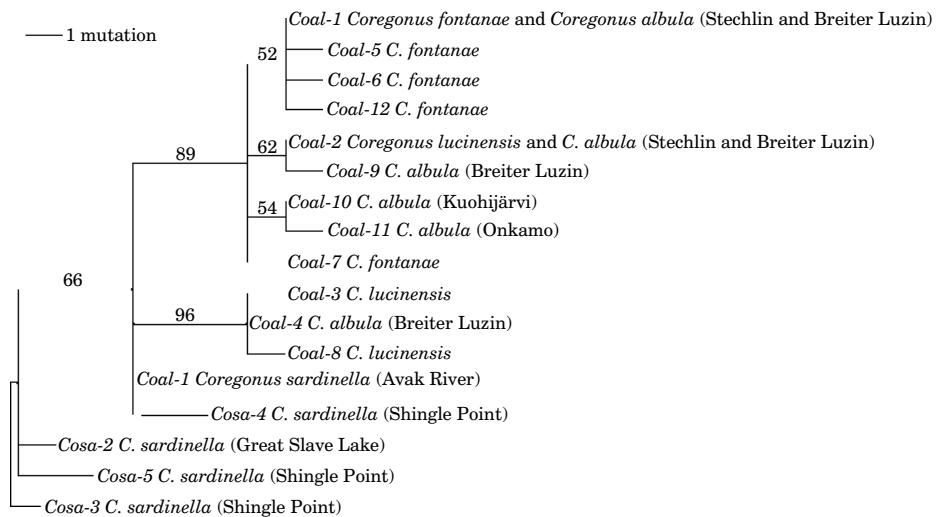 Coal-1 Coregonus fontanae and Coregonus albula (Stechlin and Breiter Luzin)
1 mutation
52
Coal-5 C. fontanae
Coal-6 C. fontanae
Coal-12 C. fontanae
Coal-2 Coregonus lucinensis and C. albula (Stechlin and Breiter Luzin)
62
89
Coal-9 C. albula (Breiter Luzin)
Coal-10 C. albula (Kuohijärvi)
54
Coal-11 C. albula (Onkamo)
Coal-7 C. fontanae
66
Coal-3 C. lucinensis
96
Coal-4 C. albula (Breiter Luzin)
Coal-8 C. lucinensis
Coal-1 Coregonus sardinella (Avak River)
Cosa-4 C. sardinella (Shingle Point)
Cosa-2 C. sardinella (Great Slave Lake)
Cosa-5 C. sardinella (Shingle Point)
Cosa-3 C. sardinella (Shingle Point)